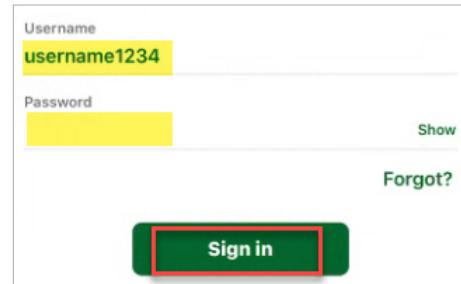 Username
username1234
Password
Show
Forgot?
Sign in